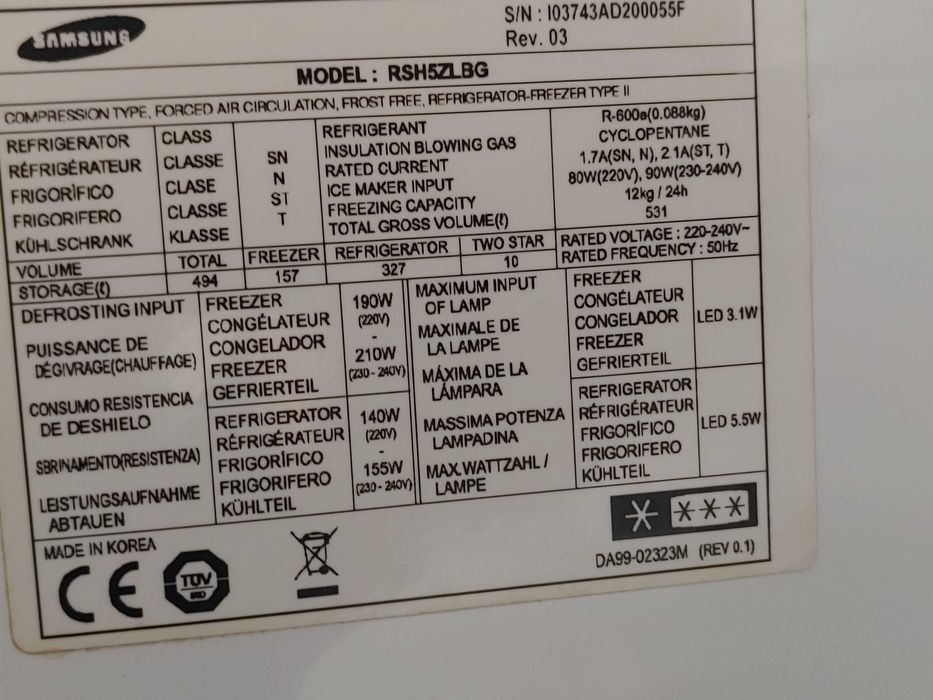 SAMSUNG
S/N : I03743AD200055F
Rev. 03
MODEL : RSH5ZLBG
COMPRESSION TYPE, FORCED AIR CIRCULATION, FROST FREE, REFRIGERATOR-FREEZER TYPE II
REFRIGERATOR
RÉFRIGÉRATEUR
FRIGORÍFICO
FRIGORIFERO
KÜHLSCHRANK
CLASS
CLASSE
CLASE
CLASSE
KLASSE
SN
N
ST
T
REFRIGERANT
INSULATION BLOWING GAS
RATED CURRENT
ICE MAKER INPUT
FREEZING CAPACITY
TOTAL GROSS VOLUME(ℓ)
R-600a(0.088kg)
CYCLOPENTANE
1.7A(SN, N), 2.1A(ST, T)
80W(220V), 90W(230-240V)
12kg / 24h
531
VOLUME
STORAGE(ℓ)
TOTAL
494
FREEZER
157
REFRIGERATOR
327
TWO STAR
10
RATED VOLTAGE : 220-240V~
RATED FREQUENCY : 50Hz
DEFROSTING INPUT
PUISSANCE DE
DÉGIVRAGE(CHAUFFAGE)
CONSUMO RESISTENCIA
DE DESHIELO
SBRINAMENTO(RESISTENZA)
LEISTUNGSAUFNAHME
ABTAUEN
FREEZER
CONGÉLATEUR
CONGELADOR
FREEZER
GEFRIERTEIL
190W
(220V)
-
210W
(230-240V)
REFRIGERATOR
RÉFRIGÉRATEUR
FRIGORÍFICO
FRIGORIFERO
KÜHLTEIL
140W
(220V)
-
155W
(230-240V)
MAXIMUM INPUT
OF LAMP
MAXIMALE DE
LA LAMPE
MÁXIMA DE LA
LÁMPARA
MASSIMA POTENZA
LAMPADINA
MAX.WATTZAHL /
LAMPE
FREEZER
CONGÉLATEUR
CONGELADOR
FREEZER
GEFRIERTEIL
LED 3.1W
REFRIGERATOR
RÉFRIGÉRATEUR
FRIGORÍFICO
FRIGORIFERO
KÜHLTEIL
LED 5.5W
MADE IN KOREA
CE
TÜV
DA99-02323M (REV 0.1)